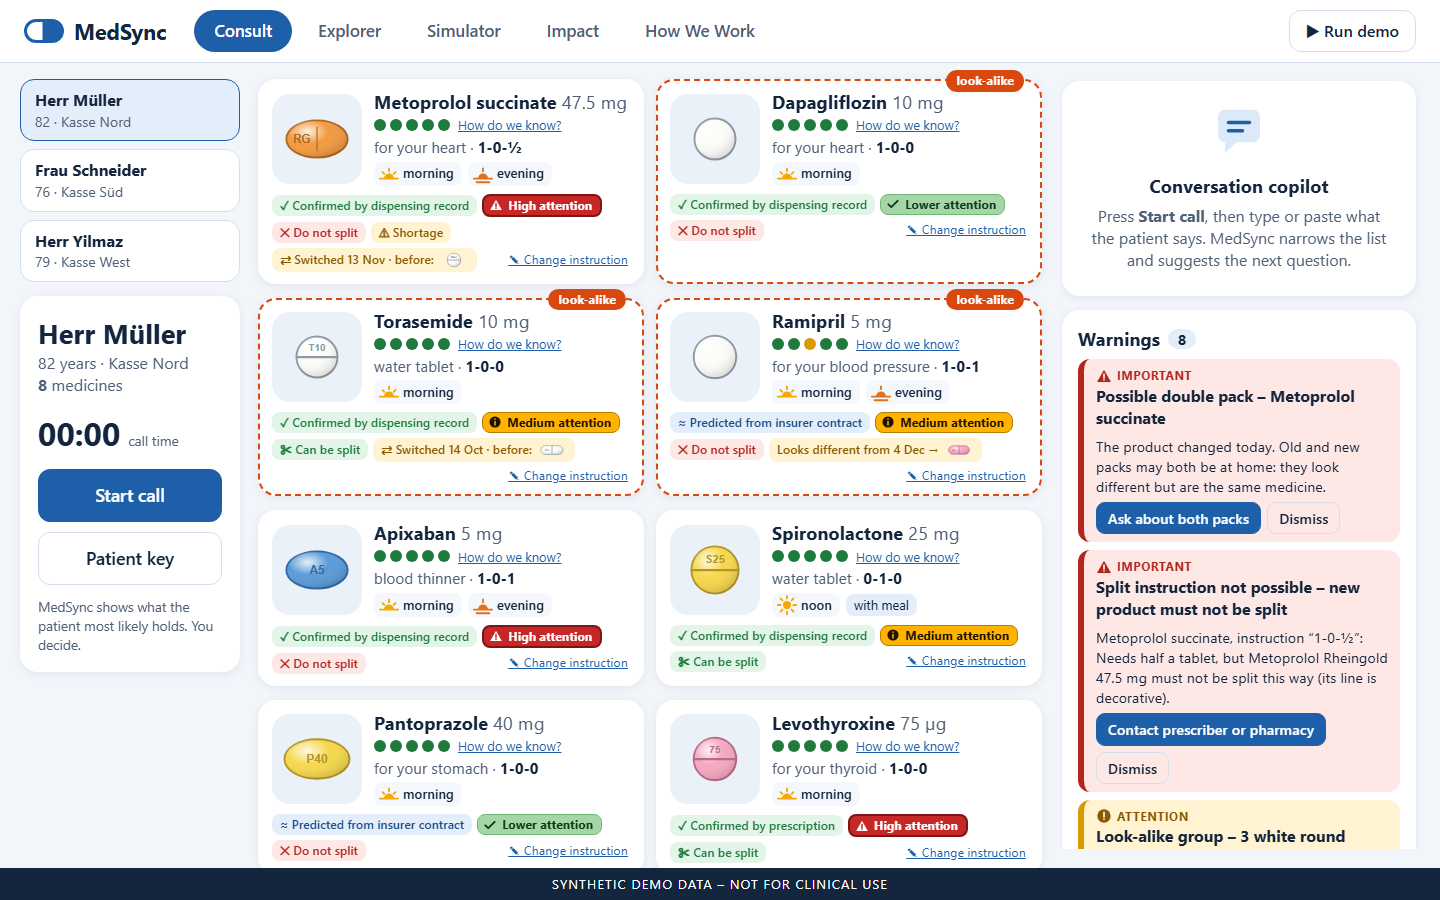 MedSync
Consult
Explorer
Simulator
Impact
How We Work
▶ Run demo
Herr Müller
82 · Kasse Nord
Frau Schneider
76 · Kasse Süd
Herr Yilmaz
79 · Kasse West
Herr Müller
82 years · Kasse Nord
8 medicines
00:00 call time
Start call
Patient key
MedSync shows what the
patient most likely holds. You
decide.
RG
Metoprolol succinate 47.5 mg
How do we know?
for your heart · 1-0-½
morning
evening
✓ Confirmed by dispensing record
High attention
✕ Do not split
⚠ Shortage
⇄ Switched 13 Nov · before:
Change instruction
look-alike
Dapagliflozin 10 mg
How do we know?
for your heart · 1-0-0
morning
✓ Confirmed by dispensing record
Lower attention
✕ Do not split
Change instruction
look-alike
T10
Torasemide 10 mg
How do we know?
water tablet · 1-0-0
morning
✓ Confirmed by dispensing record
Medium attention
Can be split
⇄ Switched 14 Oct · before:
Change instruction
look-alike
Ramipril 5 mg
How do we know?
for your blood pressure · 1-0-1
morning
evening
≈ Predicted from insurer contract
Medium attention
✕ Do not split
Looks different from 4 Dec →
Change instruction
A5
Apixaban 5 mg
How do we know?
blood thinner · 1-0-1
morning
evening
✓ Confirmed by dispensing record
High attention
✕ Do not split
Change instruction
S25
Spironolactone 25 mg
How do we know?
water tablet · 0-1-0
noon
with meal
✓ Confirmed by dispensing record
Medium attention
Can be split
Change instruction
P40
Pantoprazole 40 mg
How do we know?
for your stomach · 1-0-0
morning
≈ Predicted from insurer contract
Lower attention
✕ Do not split
Change instruction
75
Levothyroxine 75 µg
How do we know?
for your thyroid · 1-0-0
morning
✓ Confirmed by prescription
High attention
Can be split
Change instruction
Conversation copilot
Press Start call, then type or paste what
the patient says. MedSync narrows the list
and suggests the next question.
Warnings 8
IMPORTANT
Possible double pack – Metoprolol
succinate
The product changed today. Old and new
packs may both be at home: they look
different but are the same medicine.
Ask about both packs
Dismiss
IMPORTANT
Split instruction not possible – new
product must not be split
Metoprolol succinate, instruction “1-0-½”:
Needs half a tablet, but Metoprolol Rheingold
47.5 mg must not be split this way (its line is
decorative).
Contact prescriber or pharmacy
Dismiss
ATTENTION
Look-alike group – 3 white round
SYNTHETIC DEMO DATA – NOT FOR CLINICAL USE